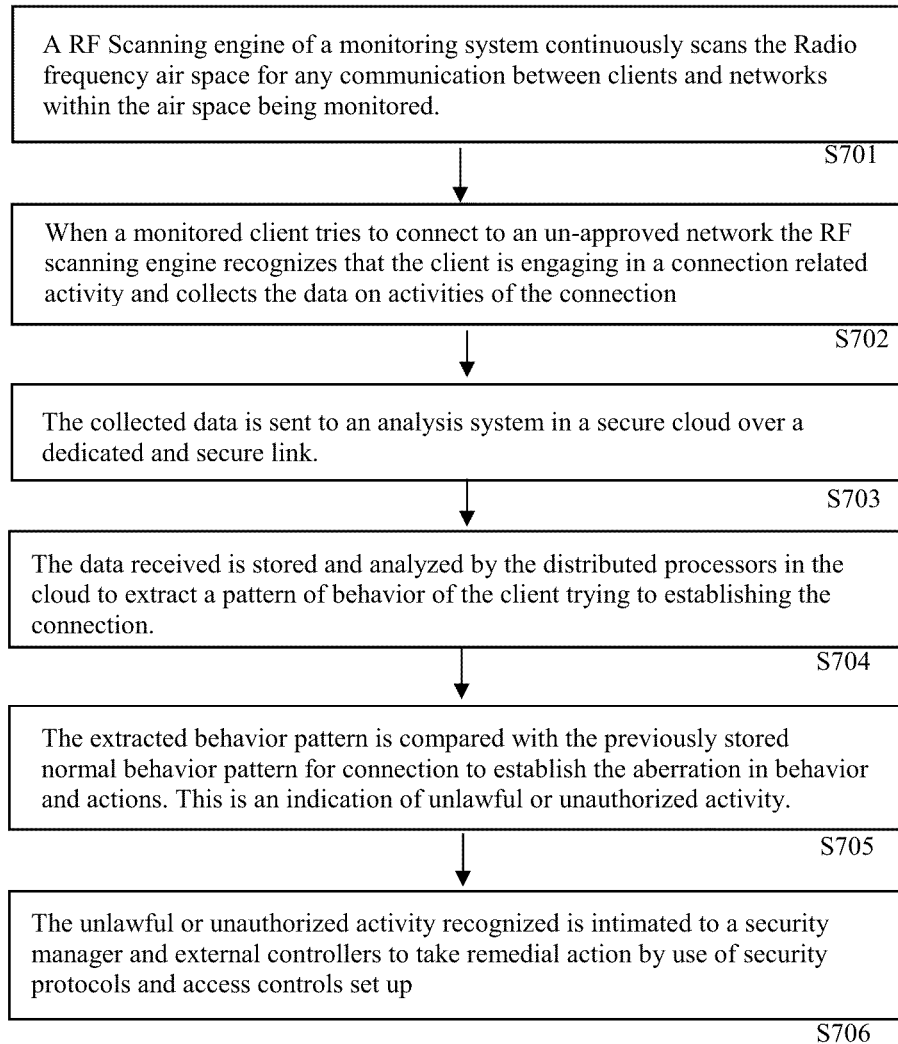 A RF Scanning engine of a monitoring system continuously scans the Radio
frequency air space for any communication between clients and networks
within the air space being monitored.
S701
When a monitored client tries to connect to an un-approved network the RF
scanning engine recognizes that the client is engaging in a connection related
activity and collects the data on activities of the connection
S702
The collected data is sent to an analysis system in a secure cloud over a
dedicated and secure link.
S703
The data received is stored and analyzed by the distributed processors in the
cloud to extract a pattern of behavior of the client trying to establishing the
connection.
S704
The extracted behavior pattern is compared with the previously stored
normal behavior pattern for connection to establish the aberration in behavior
and actions. This is an indication of unlawful or unauthorized activity.
S705
The unlawful or unauthorized activity recognized is intimated to a security
manager and external controllers to take remedial action by use of security
protocols and access controls set up
S706